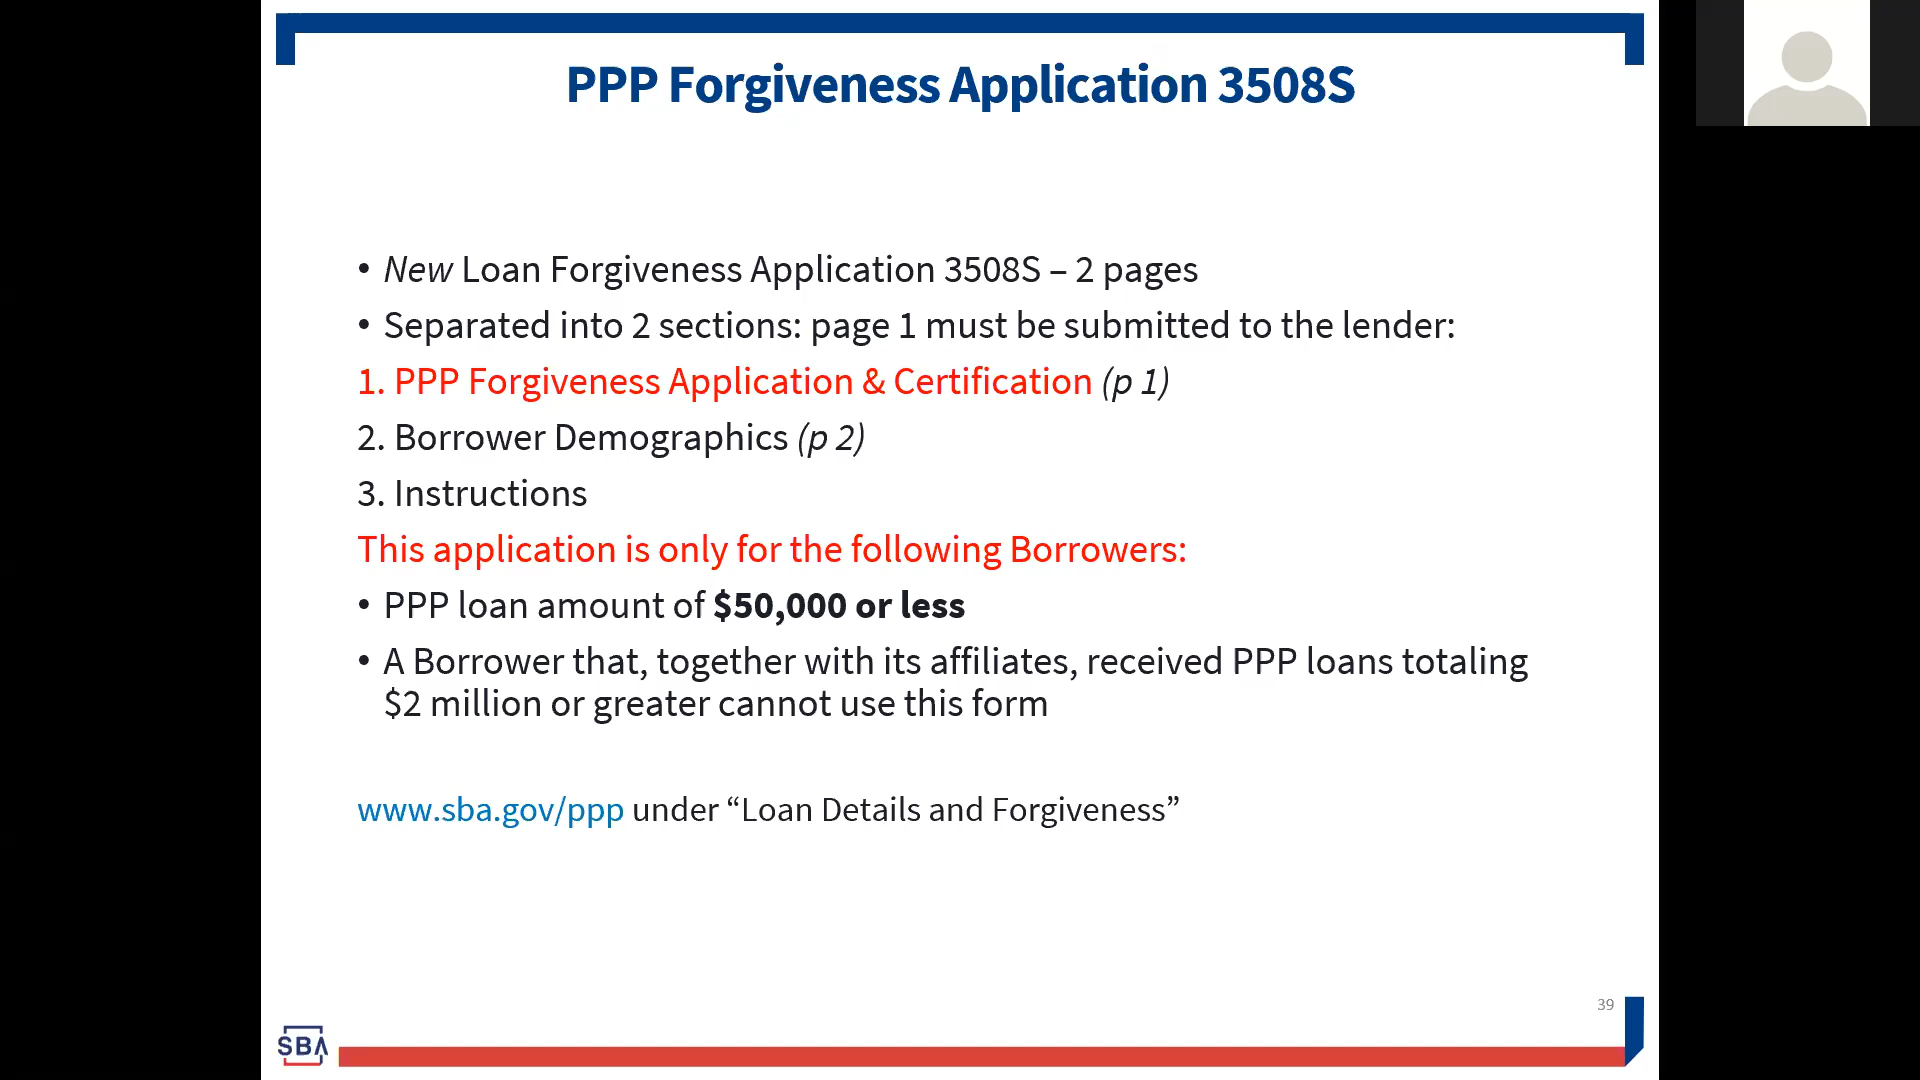 PPP Forgiveness Application 3508S
• New Loan Forgiveness Application 3508S – 2 pages
• Separated into 2 sections: page 1 must be submitted to the lender:
1. PPP Forgiveness Application & Certification (p 1)
2. Borrower Demographics (p 2)
3. Instructions
This application is only for the following Borrowers:
• PPP loan amount of $50,000 or less
• A Borrower that, together with its affiliates, received PPP loans totaling
$2 million or greater cannot use this form
www.sba.gov/ppp under “Loan Details and Forgiveness”
39
SBA